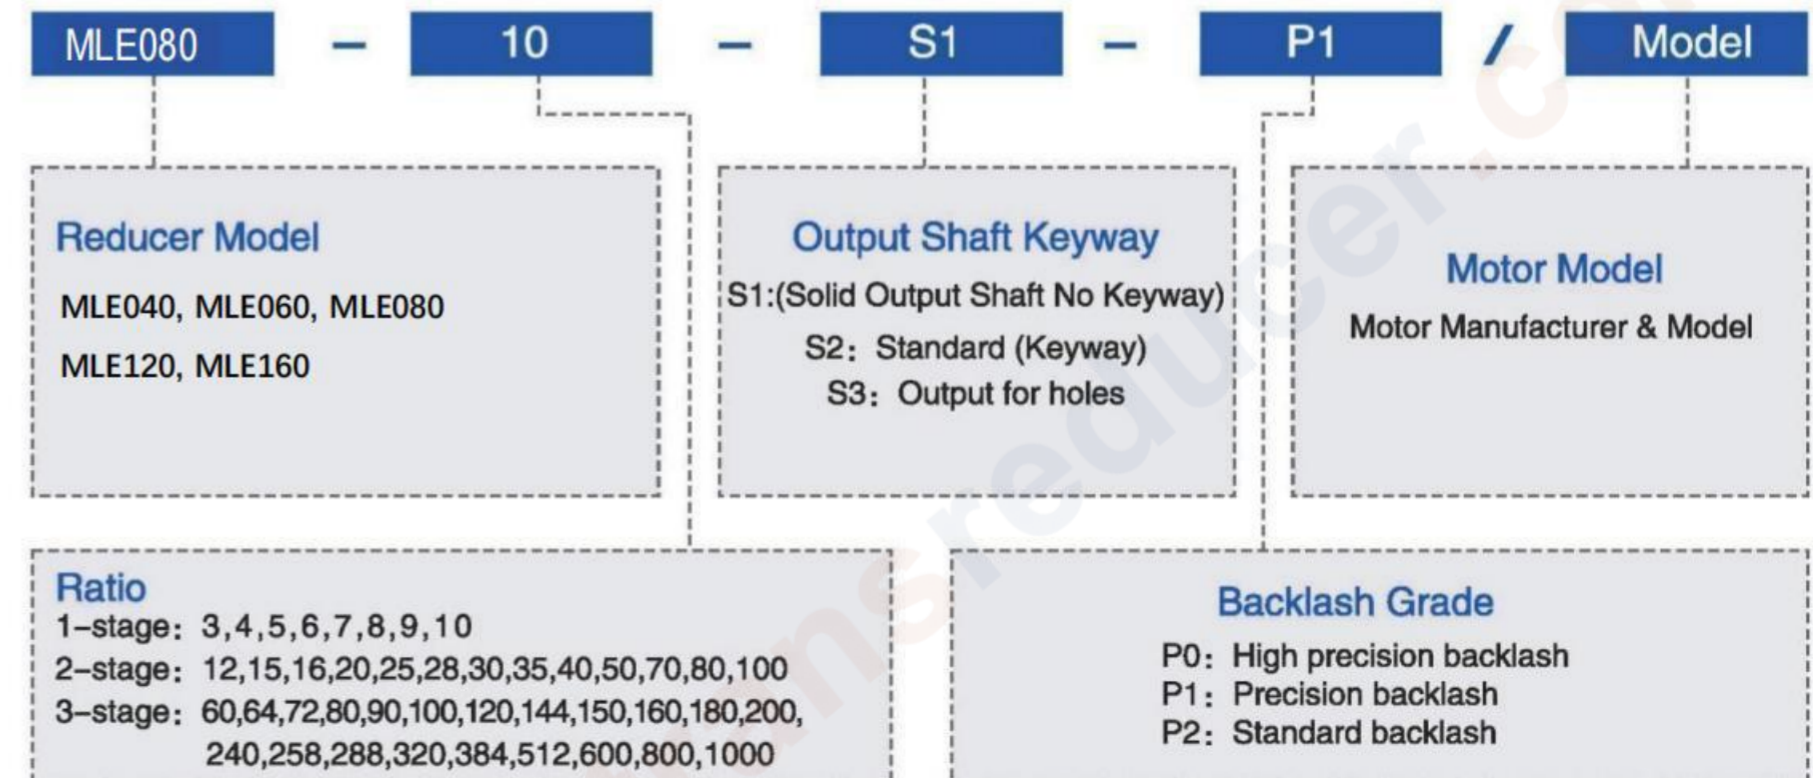 MLE080 - 10 - S1 - P1 / Model
Reducer Model
MLE040, MLE060, MLE080
MLE120, MLE160
Output Shaft Keyway
S1:(Solid Output Shaft No Keyway)
S2: Standard (Keyway)
S3: Output for holes
Motor Model
Motor Manufacturer & Model
Ratio
1-stage: 3,4,5,6,7,8,9,10
2-stage: 12,15,16,20,25,28,30,35,40,50,70,80,100
3-stage: 60,64,72,80,90,100,120,144,150,160,180,200,
240,258,288,320,384,512,600,800,1000
Backlash Grade
P0: High precision backlash
P1: Precision backlash
P2: Standard backlash
transreducer.co